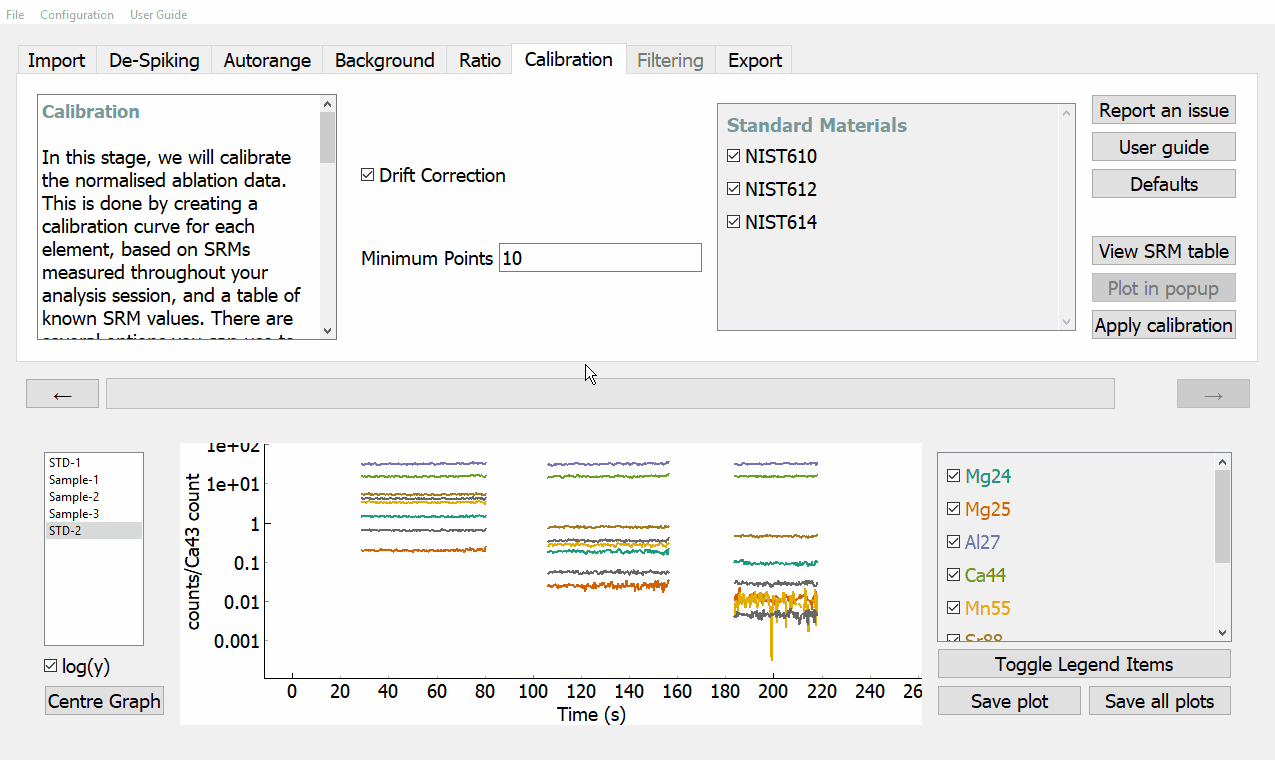 File Configuration User Guide
Import De-Spiking Autorange Background Ratio Calibration Filtering Export
Calibration
In this stage, we will calibrate
the normalised ablation data.
This is done by creating a
calibration curve for each
element, based on SRMs
measured throughout your
analysis session, and a table of
known SRM values. There are
several options you can use to
Drift Correction
Minimum Points 10
Standard Materials
NIST610
NIST612
NIST614
Report an issue
User guide
Defaults
View SRM table
Plot in popup
Apply calibration
←
→
STD-1
Sample-1
Sample-2
Sample-3
STD-2
log(y)
Centre Graph
counts/Ca43 count
1e+02
1e+01
1
0.1
0.01
0.001
0 20 40 60 80 100 120 140 160 180 200 220 240 26
Time (s)
Mg24
Mg25
Al27
Ca44
Mn55
Sr88
Toggle Legend Items
Save plot Save all plots